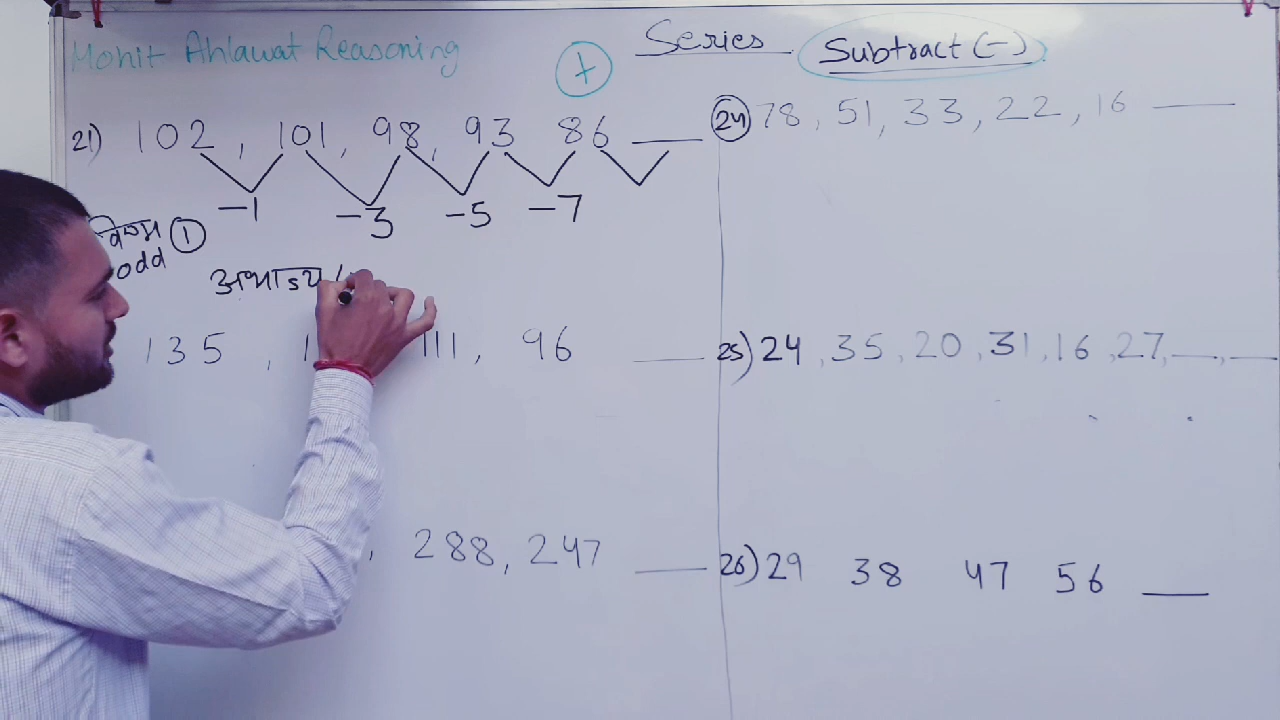 Mohit Ahlawat Reasoning
+
Series
Subtract (-)
21) 102, 101, 98, 93, 86 ___
-1 -3 -5 -7
विषम ①
odd
अभाज्य
135, 1 111, 96 ___
, 288, 247 ___
24) 78, 51, 33, 22, 16 ___
25) 24, 35, 20, 31, 16, 27, ___, ___
26) 29 38 47 56 ___